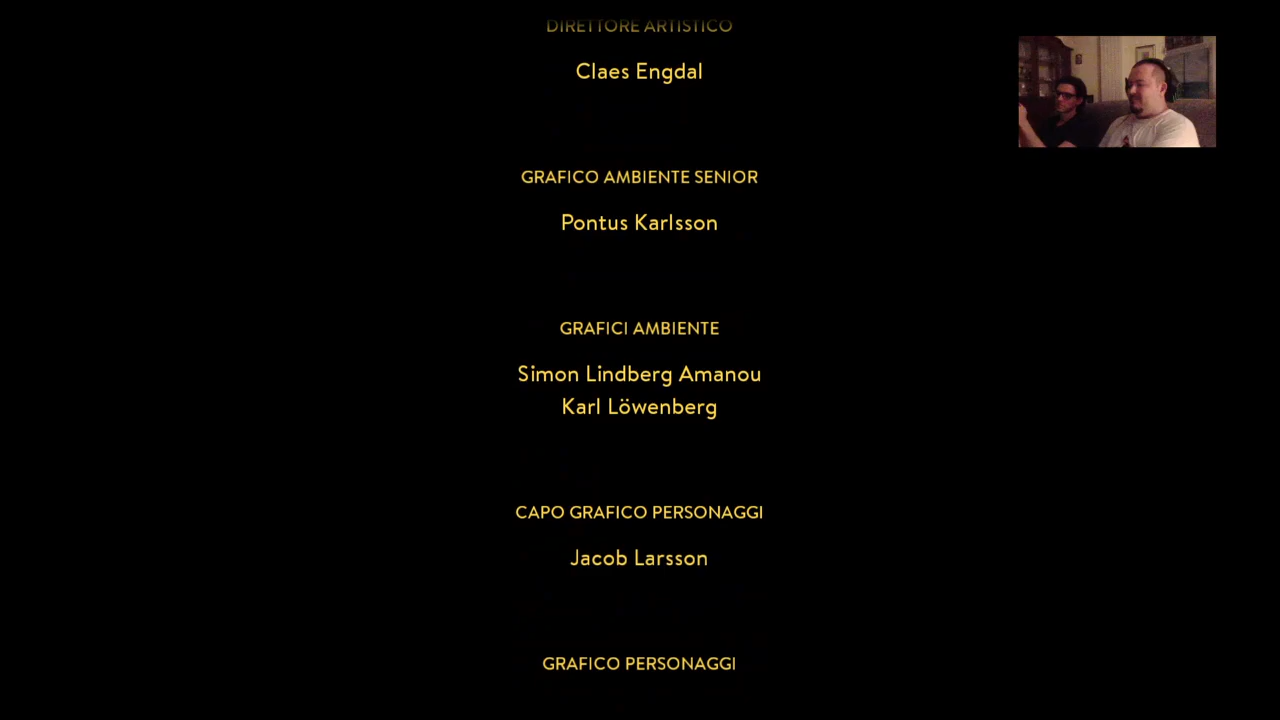 DIRETTORE ARTISTICO
Claes Engdal
GRAFICO AMBIENTE SENIOR
Pontus Karlsson
GRAFICI AMBIENTE
Simon Lindberg Amanou
Karl Löwenberg
CAPO GRAFICO PERSONAGGI
Jacob Larsson
GRAFICO PERSONAGGI